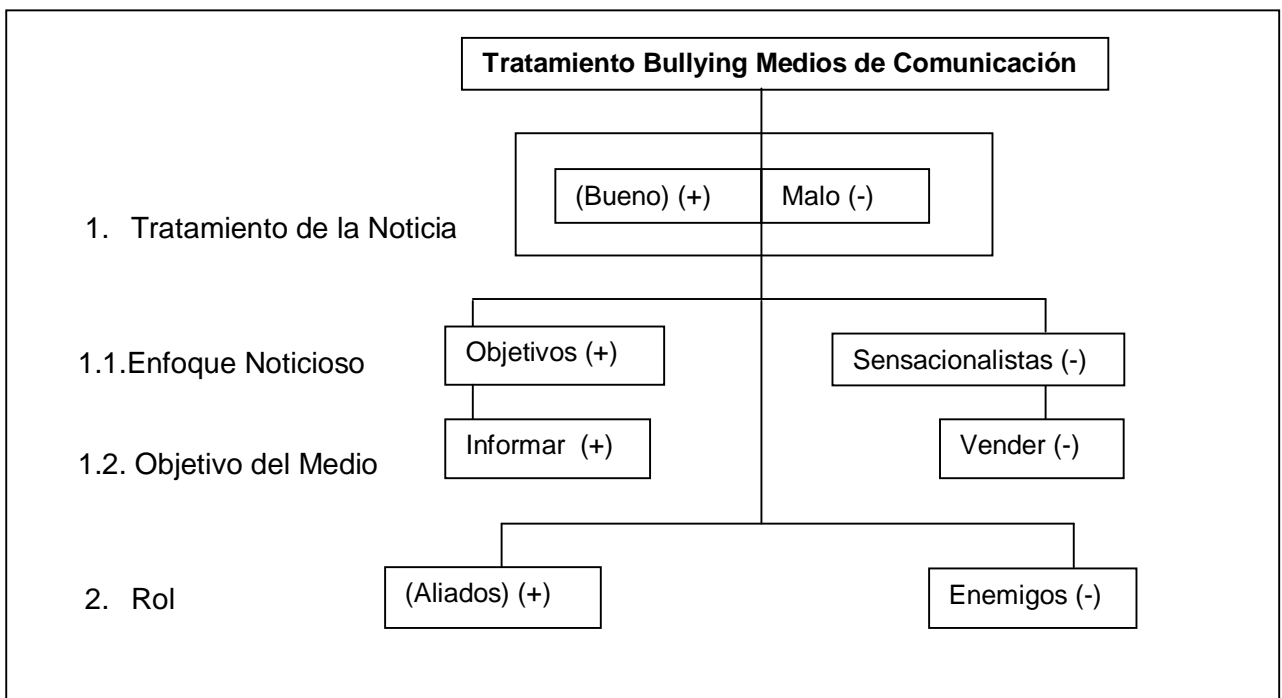 Tratamiento Bullying Medios de Comunicación
(Bueno) (+) Malo (-)
1. Tratamiento de la Noticia
Objetivos (+) Sensacionalistas (-)
1.1.Enfoque Noticioso
Informar (+) Vender (-)
1.2. Objetivo del Medio
(Aliados) (+) Enemigos (-)
2. Rol